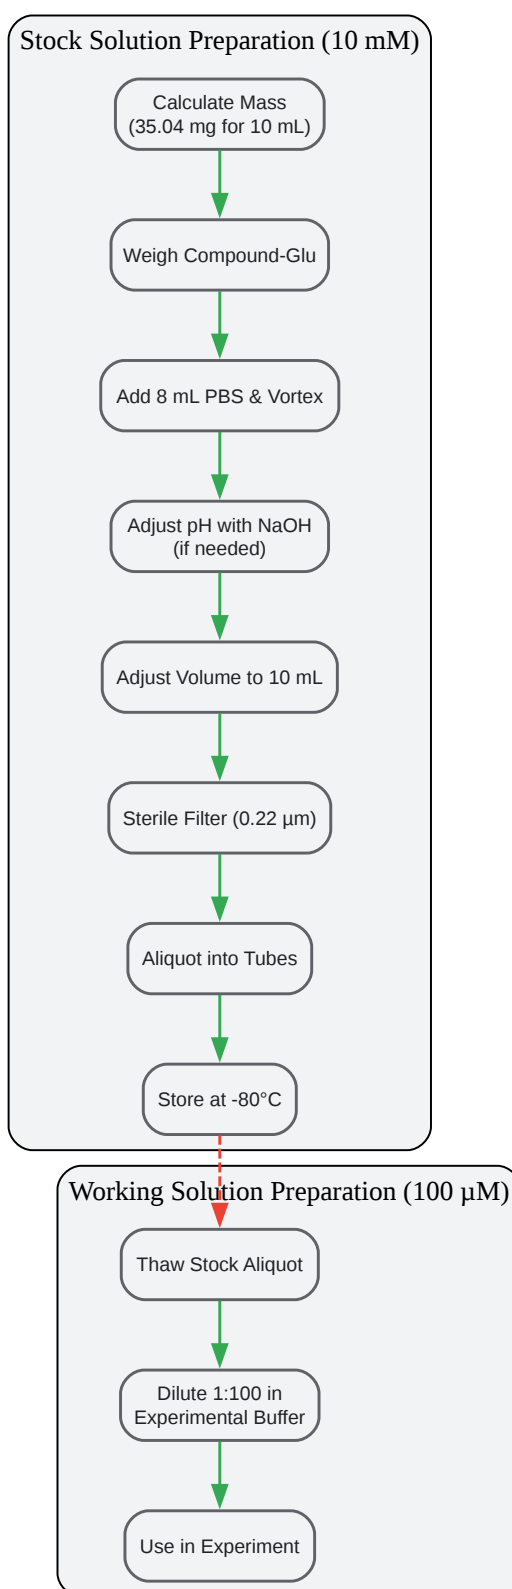 Stock Solution Preparation (10 mM)
Calculate Mass
(35.04 mg for 10 mL)
Weigh Compound-Glu
Add 8 mL PBS & Vortex
Adjust pH with NaOH
(if needed)
Adjust Volume to 10 mL
Sterile Filter (0.22 µm)
Aliquot into Tubes
Store at -80°C
Working Solution Preparation (100 µM)
Thaw Stock Aliquot
Dilute 1:100 in
Experimental Buffer
Use in Experiment